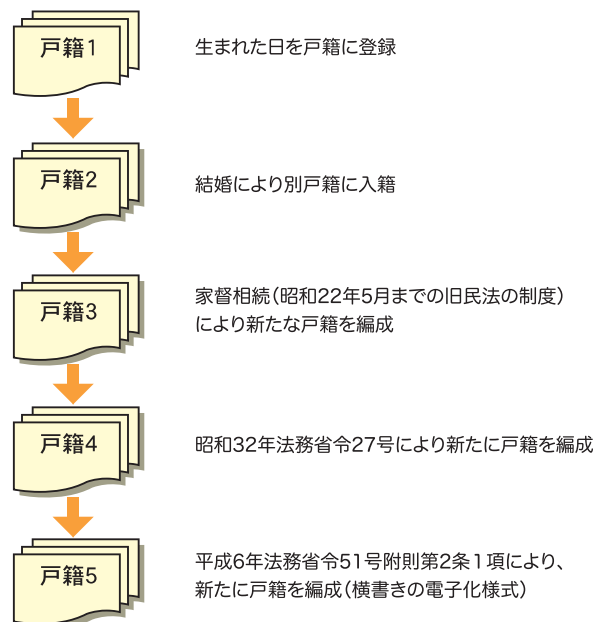 戸籍1
生まれた日を戸籍に登録
戸籍2
結婚により別戸籍に入籍
戸籍3
家督相続（昭和22年5月までの旧民法の制度）
により新たな戸籍を編成
戸籍4
昭和32年法務省令27号により新たに戸籍を編成
戸籍5
平成6年法務省令51号附則第2条1項により、
新たに戸籍を編成（横書きの電子化様式）